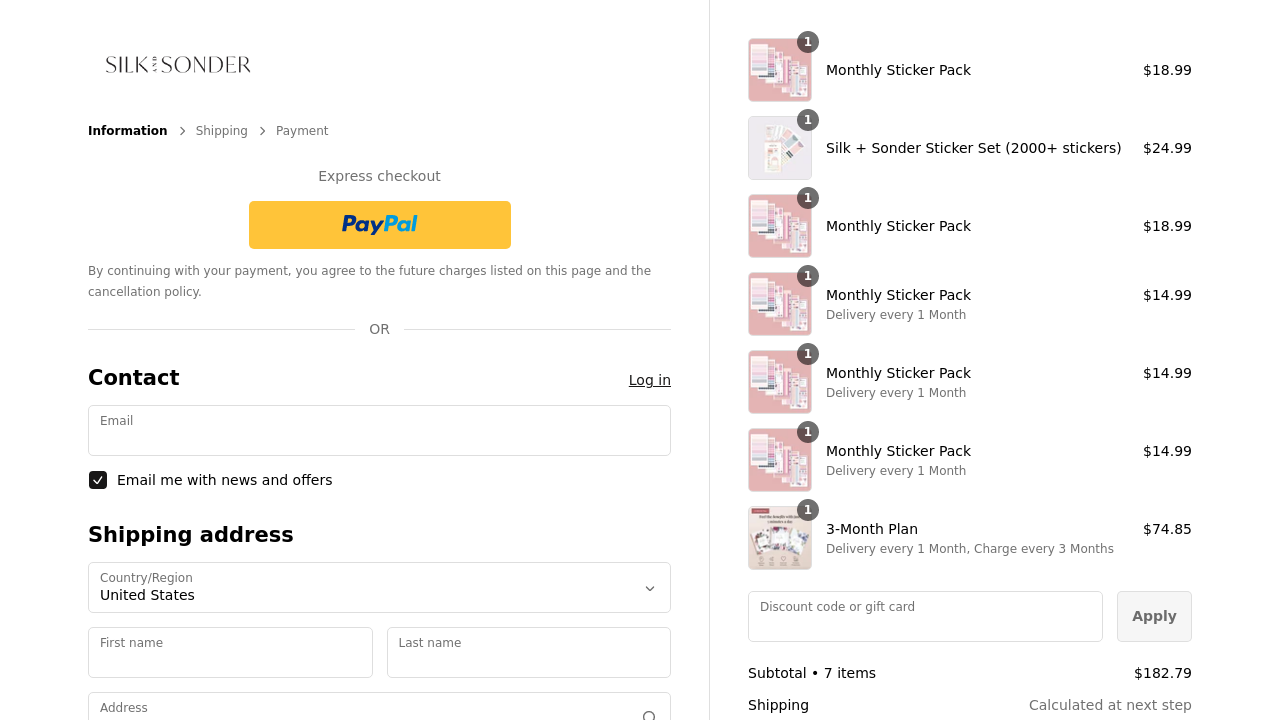 SILK AND SONDER
Information > Shipping > Payment
Express checkout
PayPal
By continuing with your payment, you agree to the future charges listed on this page and the
cancellation policy.
OR
Contact
Log in
Email
Email me with news and offers
Shipping address
Country/Region
United States
First name
Last name
Address
1
Monthly Sticker Pack
$18.99
1
Silk + Sonder Sticker Set (2000+ stickers)
$24.99
1
Monthly Sticker Pack
$18.99
1
Monthly Sticker Pack
Delivery every 1 Month
$14.99
1
Monthly Sticker Pack
Delivery every 1 Month
$14.99
1
Monthly Sticker Pack
Delivery every 1 Month
$14.99
1
3-Month Plan
Delivery every 1 Month, Charge every 3 Months
$74.85
Discount code or gift card
Apply
Subtotal • 7 items
$182.79
Shipping
Calculated at next step